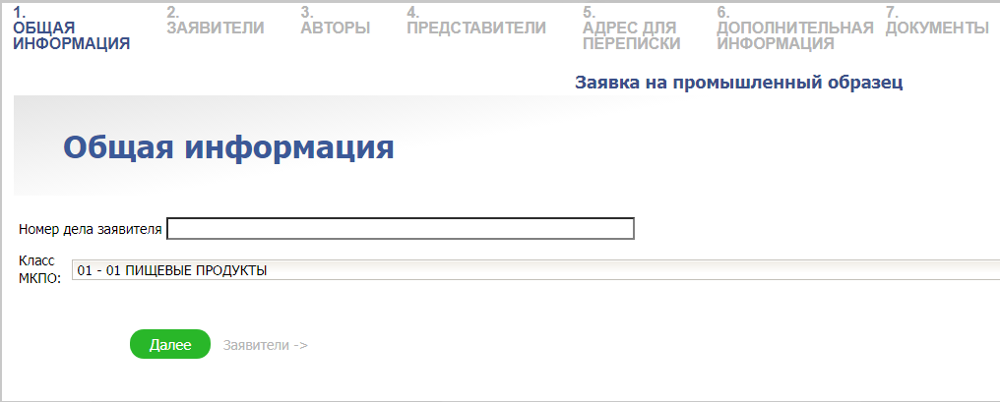 1.
ОБЩАЯ
ИНФОРМАЦИЯ
2.
ЗАЯВИТЕЛИ
3.
АВТОРЫ
4.
ПРЕДСТАВИТЕЛИ
5.
АДРЕС ДЛЯ
ПЕРЕПИСКИ
6.
ДОПОЛНИТЕЛЬНАЯ
ИНФОРМАЦИЯ
7.
ДОКУМЕНТЫ
Заявка на промышленный образец
Общая информация
Номер дела заявителя
Класс
МКПО:
01 - 01 ПИЩЕВЫЕ ПРОДУКТЫ
Далее
Заявители ->